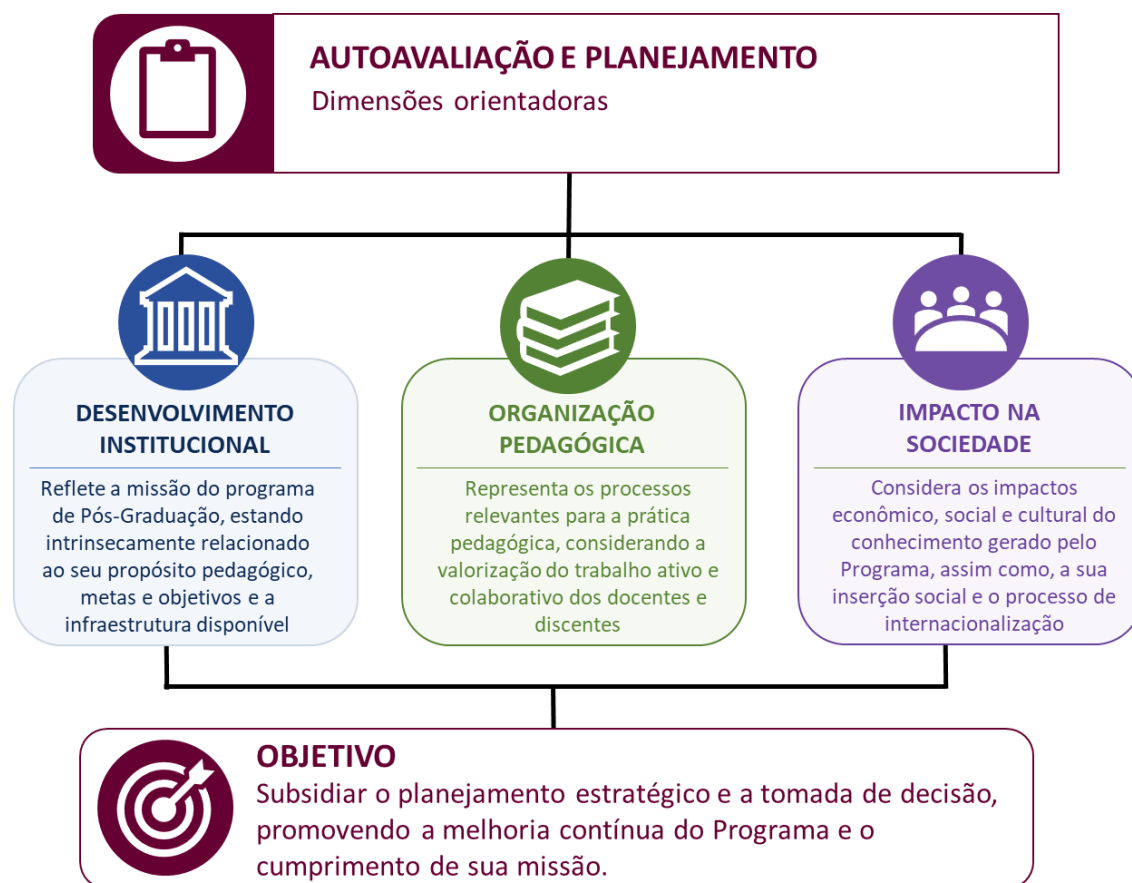 AUTOAVALIAÇÃO E PLANEJAMENTO
Dimensões orientadoras
DESENVOLVIMENTO
INSTITUCIONAL
Reflete a missão do programa
de Pós-Graduação, estando
intrinsecamente relacionado
ao seu propósito pedagógico,
metas e objetivos e a
infraestrutura disponível
ORGANIZAÇÃO
PEDAGÓGICA
Representa os processos
relevantes para a prática
pedagógica, considerando a
valorização do trabalho ativo e
colaborativo dos docentes e
discentes
IMPACTO NA
SOCIEDADE
Considera os impactos
econômico, social e cultural do
conhecimento gerado pelo
Programa, assim como, a sua
inserção social e o processo de
internacionalização
OBJETIVO
Subsidiar o planejamento estratégico e a tomada de decisão,
promovendo a melhoria contínua do Programa e o
cumprimento de sua missão.